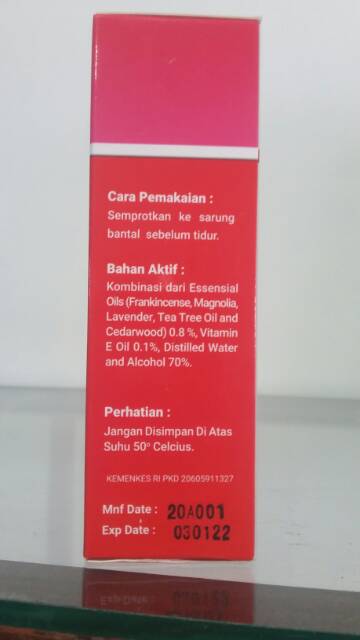 Cara Pemakaian :
Semprotkan ke sarung
bantal sebelum tidur.
Bahan Aktif :
Kombinasi dari Essensial
Oils (Frankincense, Magnolia,
Lavender, Tea Tree Oil and
Cedarwood) 0.8 %, Vitamin
E Oil 0.1%, Distilled Water
and Alcohol 70%.
Perhatian :
Jangan Disimpan Di Atas
Suhu 50° Celcius.
KEMENKES RI PKD 20605911327
Mnf Date : 20A001
Exp Date : 030122